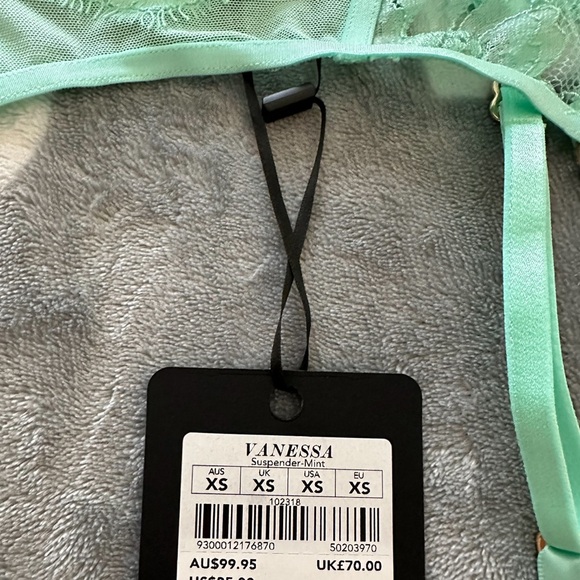 VANESSA
Suspender-Mint
AUS UK USA EU
XS XS XS XS
102318
9300012176870 50203970
AU$99.95 UK£70.00